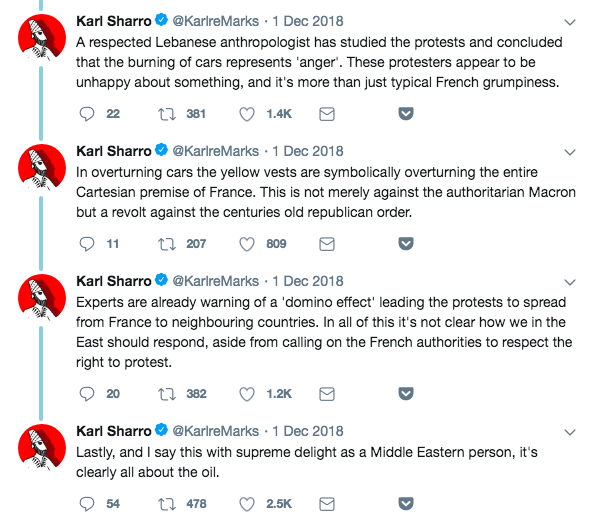 Karl Sharro @KarlreMarks · 1 Dec 2018
A respected Lebanese anthropologist has studied the protests and concluded
that the burning of cars represents 'anger'. These protesters appear to be
unhappy about something, and it's more than just typical French grumpiness.
22 381 1.4K
Karl Sharro @KarlreMarks · 1 Dec 2018
In overturning cars the yellow vests are symbolically overturning the entire
Cartesian premise of France. This is not merely against the authoritarian Macron
but a revolt against the centuries old republican order.
11 207 809
Karl Sharro @KarlreMarks · 1 Dec 2018
Experts are already warning of a 'domino effect' leading the protests to spread
from France to neighbouring countries. In all of this it's not clear how we in the
East should respond, aside from calling on the French authorities to respect the
right to protest.
20 382 1.2K
Karl Sharro @KarlreMarks · 1 Dec 2018
Lastly, and I say this with supreme delight as a Middle Eastern person, it's
clearly all about the oil.
54 478 2.5K